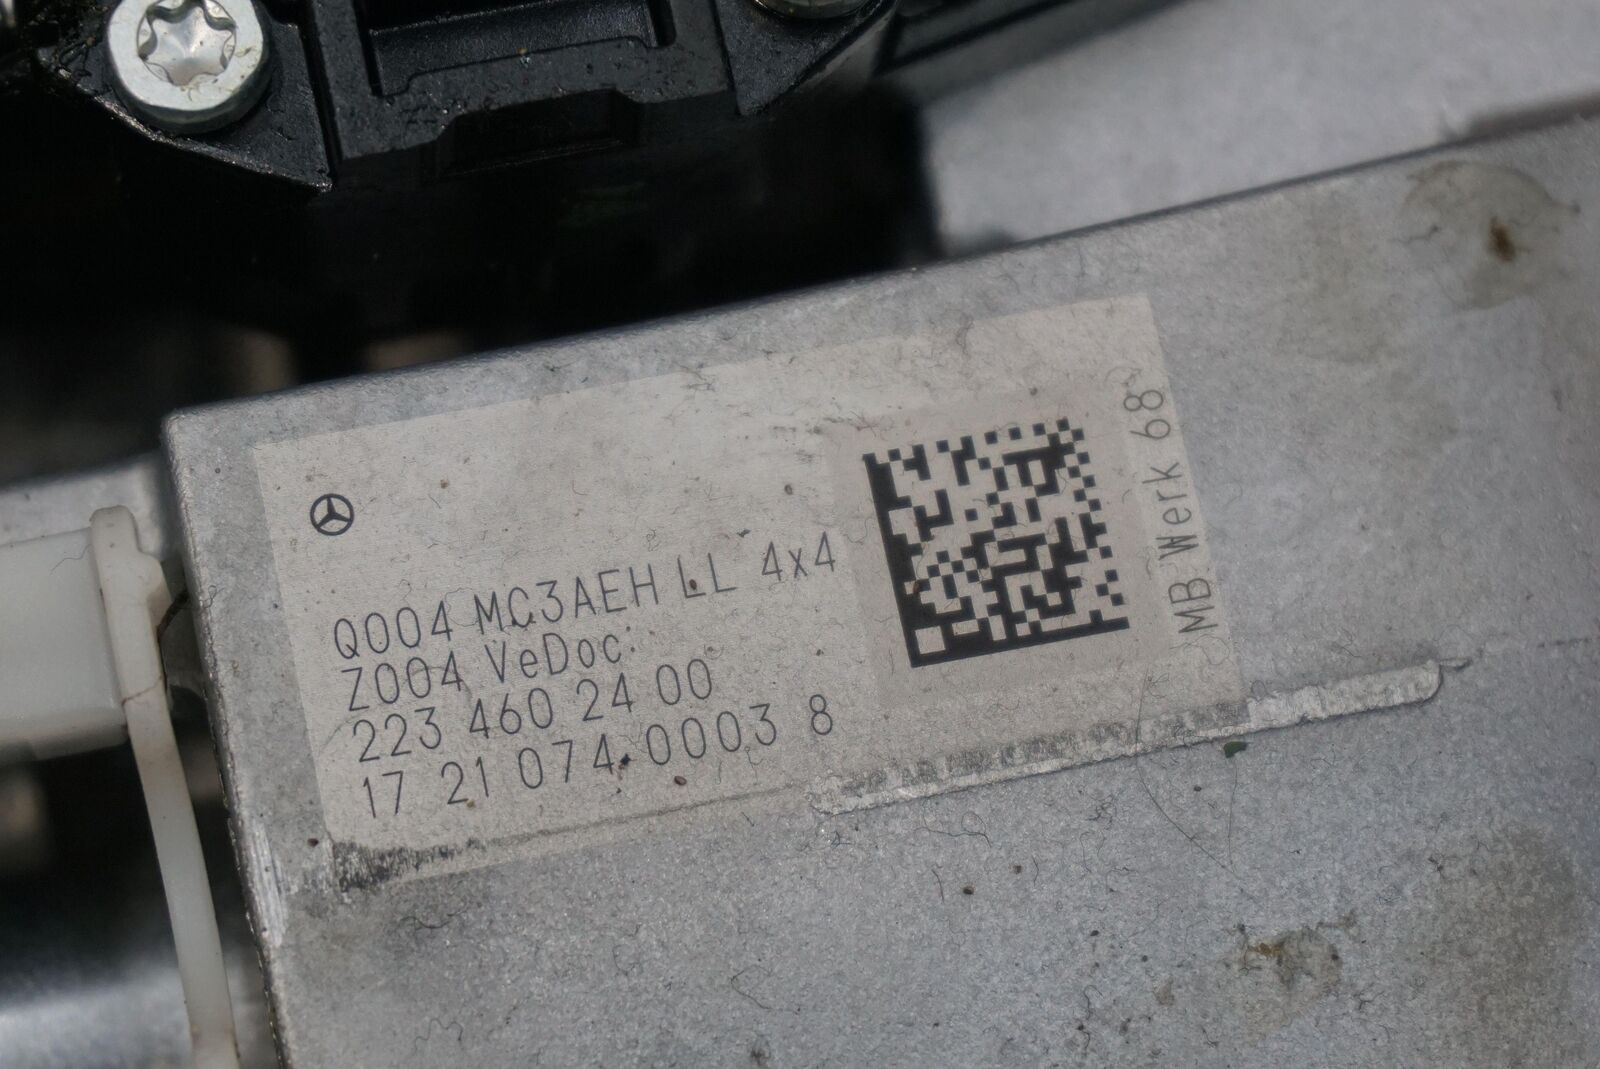 Q004 MC3AEH LL 4x4
Z004 VeDoc:
223 460 24 00
17 21 074 0003 8
MB Werk 68